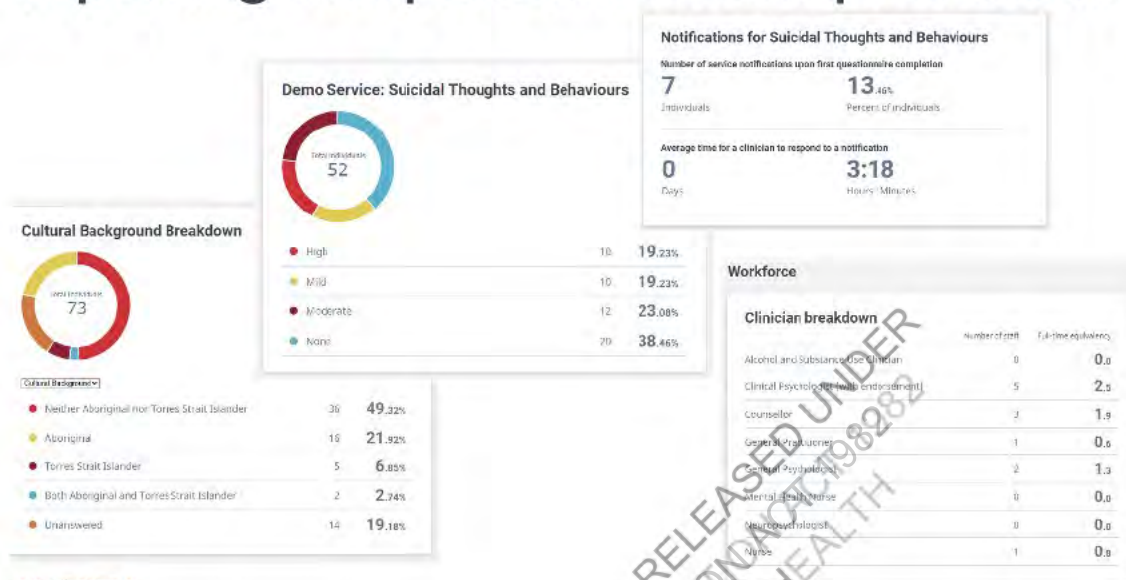 Notifications for Suicidal Thoughts and Behaviours
Number of service notifications upon first questionnaire completion
7 13.46%
Individuals Percent of individuals
Average time for a clinician to respond to a notification
0 3:18
Days Hours Minutes
Demo Service: Suicidal Thoughts and Behaviours
Total Individuals
52
High 10 19.23%
Mild 10 19.23%
Moderate 12 23.08%
None 20 38.46%
Cultural Background Breakdown
Total Individuals
73
Cultural Background
Neither Aboriginal nor Torres Strait Islander 36 49.32%
Aboriginal 16 21.92%
Torres Strait Islander 5 6.85%
Both Aboriginal and Torres Strait Islander 2 2.74%
Unanswered 14 19.18%
Workforce
Clinician breakdown
Number of staff Full-time equivalency
Alcohol and Substance Use Clinician 0 0.0
Clinical Psychologist (with endorsement) 5 2.5
Counsellor 3 1.9
General Practitioner 1 0.6
General Psychologist 2 1.3
Mental Health Nurse 0 0.0
Neuropsychologist 0 0.0
Nurse 1 0.8
RELEASED UNDER
1982
HEALTH